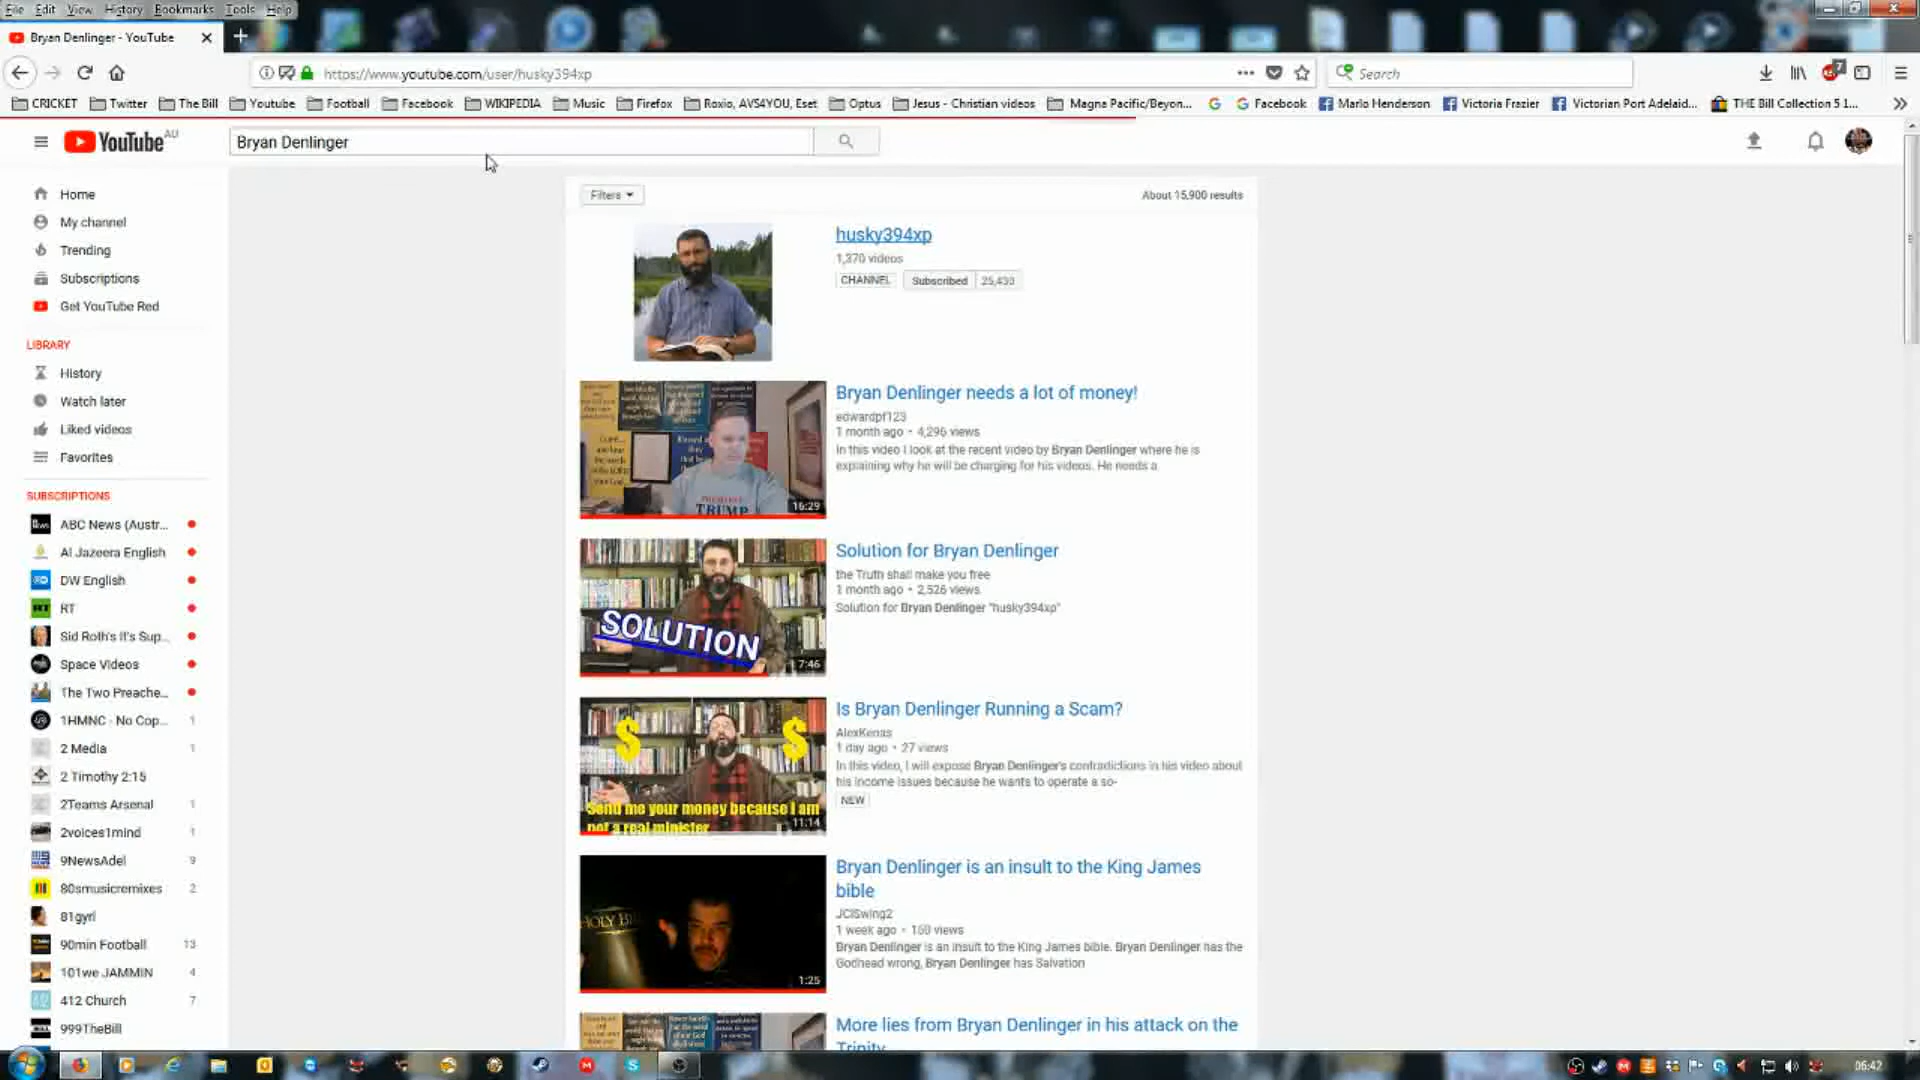 File Edit View History Bookmarks Tools Help
Bryan Denlinger - YouTube
https://www.youtube.com/user/husky394xp
Search
7
CRICKET Twitter The Bill Youtube Football Facebook WIKIPEDIA Music Firefox Roxio, AVS4YOU, Eset Optus Jesus - Christian videos Magna Pacific/Beyon... Facebook Marlo Henderson Victoria Frazier Victorian Port Adelaid... THE Bill Collection 5 1...
YouTube AU
Bryan Denlinger
Home
My channel
Trending
Subscriptions
Get YouTube Red
LIBRARY
History
Watch later
Liked videos
Favorites
SUBSCRIPTIONS
ABC News (Austr...
Al Jazeera English
DW English
RT
Sid Roth's It's Sup...
Space Videos
The Two Preache...
1HMNC - No Cop... 1
2 Media 1
2 Timothy 2:15
2Teams Arsenal 1
2voices1mind 1
9NewsAdel 9
80smusicremixes 2
81gyrl
90min Football 13
101we JAMMIN 4
412 Church 7
999TheBill
Filters
About 15,900 results
husky394xp
1,370 videos
CHANNEL Subscribed 25,430
Bryan Denlinger needs a lot of money!
edwardpf123
1 month ago • 4,296 views
In this video I look at the recent video by Bryan Denlinger where he is
explaining why he will be charging for his videos. He needs a
TRUMP
16:29
Solution for Bryan Denlinger
the Truth shall make you free
1 month ago • 2,526 views
Solution for Bryan Denlinger "husky394xp"
SOLUTION
7:46
Is Bryan Denlinger Running a Scam?
AlexKenas
1 day ago • 27 views
In this video, I will expose Bryan Denlinger's contradictions in his video about
his income issues because he wants to operate a so-
NEW
$ $
Send me your money because I am
not a real minister
11:14
Bryan Denlinger is an insult to the King James
bible
JCISwing2
1 week ago • 160 views
Bryan Denlinger is an insult to the King James bible. Bryan Denlinger has the
Godhead wrong, Bryan Denlinger has Salvation
1:25
More lies from Bryan Denlinger in his attack on the
Trinity
06:42